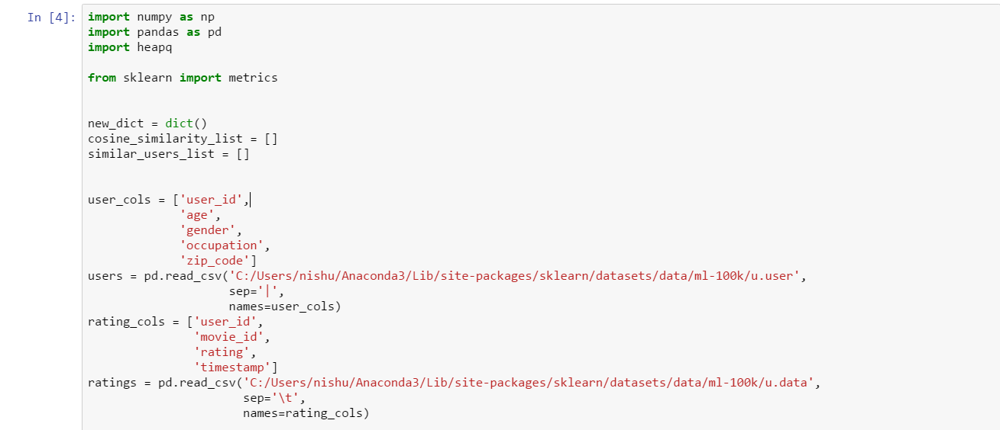 In [4]: import numpy as np
import pandas as pd
import heapq
from sklearn import metrics
new_dict = dict()
cosine_similarity_list = []
similar_users_list = []
user_cols = ['user_id',
             'age',
             'gender',
             'occupation',
             'zip_code']
users = pd.read_csv('C:/Users/nishu/Anaconda3/Lib/site-packages/sklearn/datasets/data/ml-100k/u.user',
                    sep='|',
                    names=user_cols)
rating_cols = ['user_id',
               'movie_id',
               'rating',
               'timestamp']
ratings = pd.read_csv('C:/Users/nishu/Anaconda3/Lib/site-packages/sklearn/datasets/data/ml-100k/u.data',
                      sep='\t',
                      names=rating_cols)